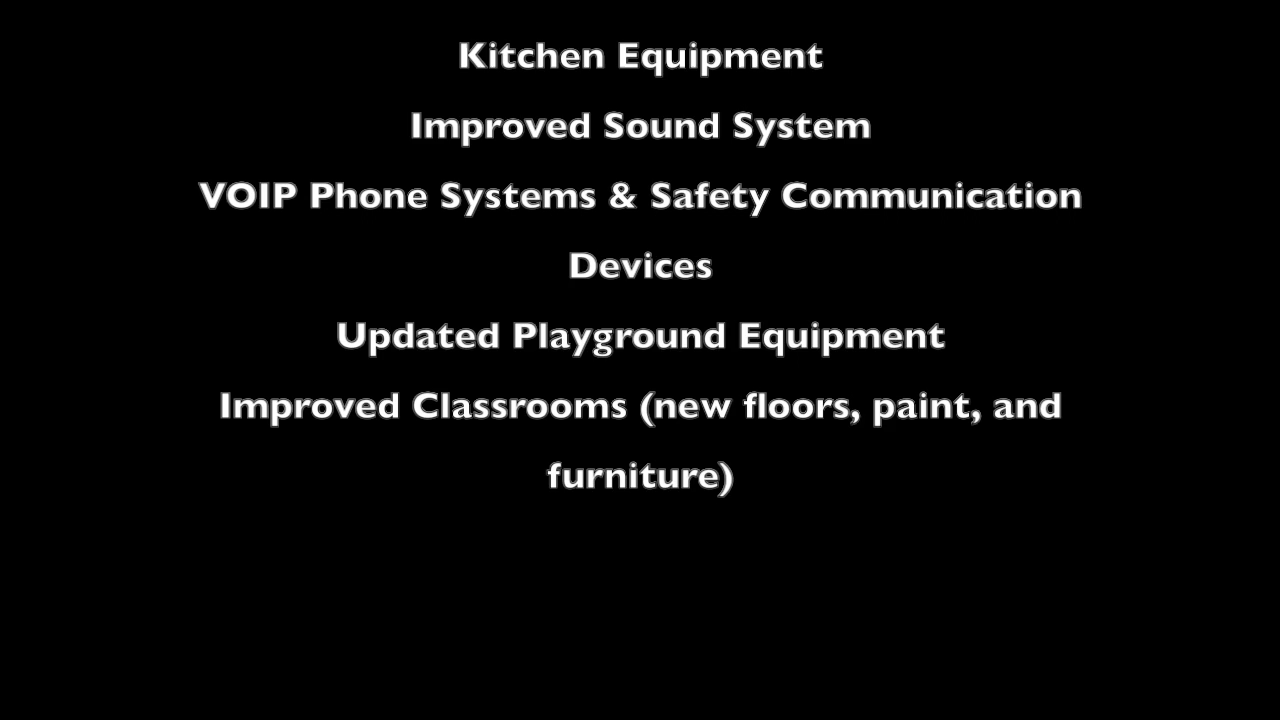 Kitchen Equipment
Improved Sound System
VOIP Phone Systems & Safety Communication
Devices
Updated Playground Equipment
Improved Classrooms (new floors, paint, and
furniture)